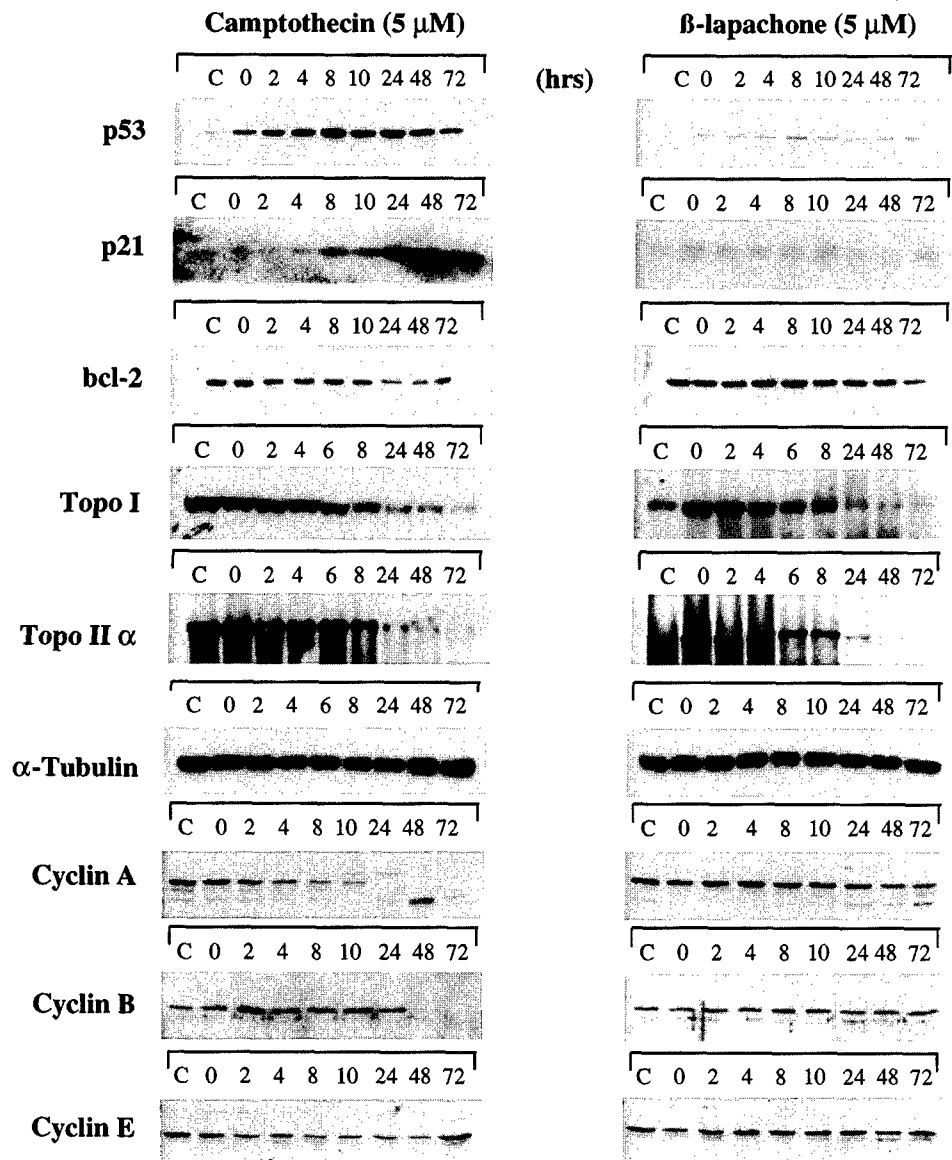 Camptothecin (5 µM) ß-lapachone (5 µM)
C 0 2 4 8 10 24 48 72 (hrs) C 0 2 4 8 10 24 48 72
p53
C 0 2 4 8 10 24 48 72 C 0 2 4 8 10 24 48 72
p21
C 0 2 4 8 10 24 48 72 C 0 2 4 8 10 24 48 72
bcl-2
C 0 2 4 6 8 24 48 72 C 0 2 4 6 8 24 48 72
Topo I
C 0 2 4 6 8 24 48 72 C 0 2 4 6 8 24 48 72
Topo II α
C 0 2 4 6 8 24 48 72 C 0 2 4 8 10 24 48 72
α-Tubulin
C 0 2 4 8 10 24 48 72 C 0 2 4 8 10 24 48 72
Cyclin A
C 0 2 4 8 10 24 48 72 C 0 2 4 8 10 24 48 72
Cyclin B
C 0 2 4 8 10 24 48 72 C 0 2 4 8 10 24 48 72
Cyclin E